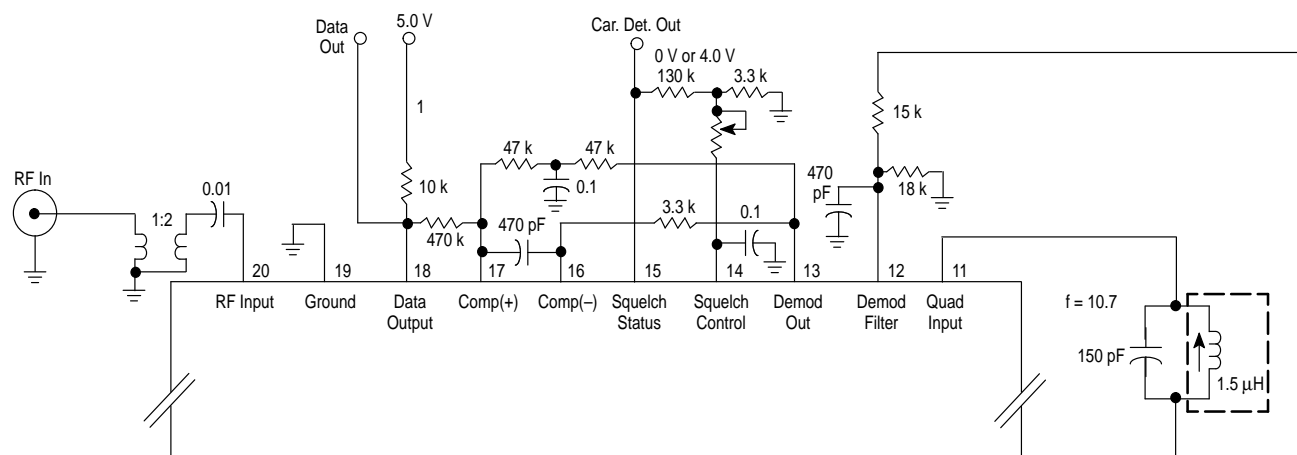 Data
Out
5.0 V
Car. Det. Out
0 V or 4.0 V
130 k
3.3 k
1
15 k
47 k
47 k
RF In
0.01
1:2
10 k
0.1
470
pF
18 k
470 k
470 pF
3.3 k
0.1
20
19
18
17
16
15
14
13
12
11
RF Input
Ground
Data
Output
Comp(+)
Comp(–)
Squelch
Status
Squelch
Control
Demod
Out
Demod
Filter
Quad
Input
f = 10.7
150 pF
1.5 µH